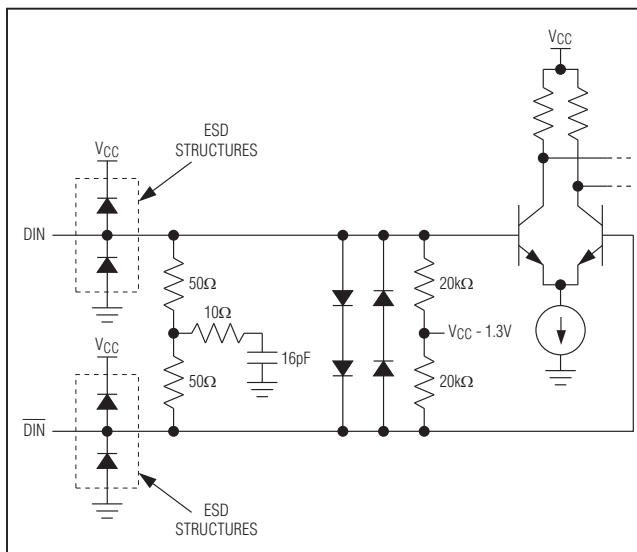 VCC
ESD
STRUCTURES
VCC
DIN
50Ω
10Ω
20kΩ
VCC - 1.3V
16pF
VCC
50Ω
20kΩ
DIN
ESD
STRUCTURES